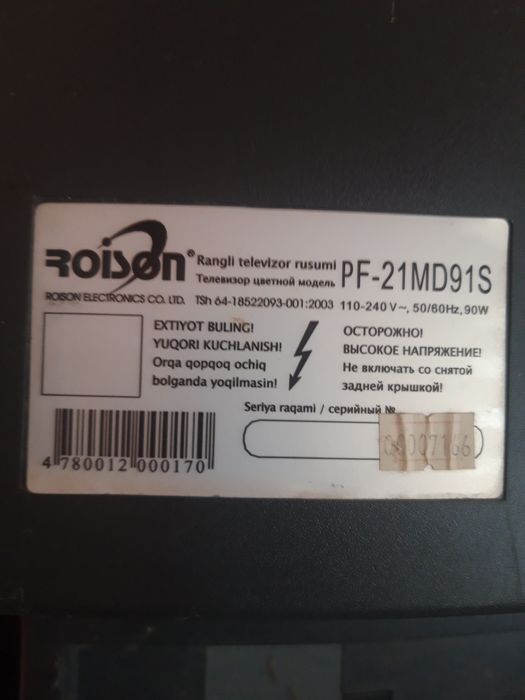 ROISON® Rangli televizor rusumi
Телевизор цветной модель PF-21MD91S
ROISON ELECTRONICS CO. LTD. TSh 64-18522093-001:2003 110-240 V~, 50/60Hz, 90W
EXTIYOT BULING!
YUQORI KUCHLANISH!
Orqa qopqoq ochiq
bolganda yoqilmasin!
ОСТОРОЖНО!
ВЫСОКОЕ НАПРЯЖЕНИЕ!
Не включать со снятой
задней крышкой!
Seriya raqami / серийный №
00007166
4 780012 000170